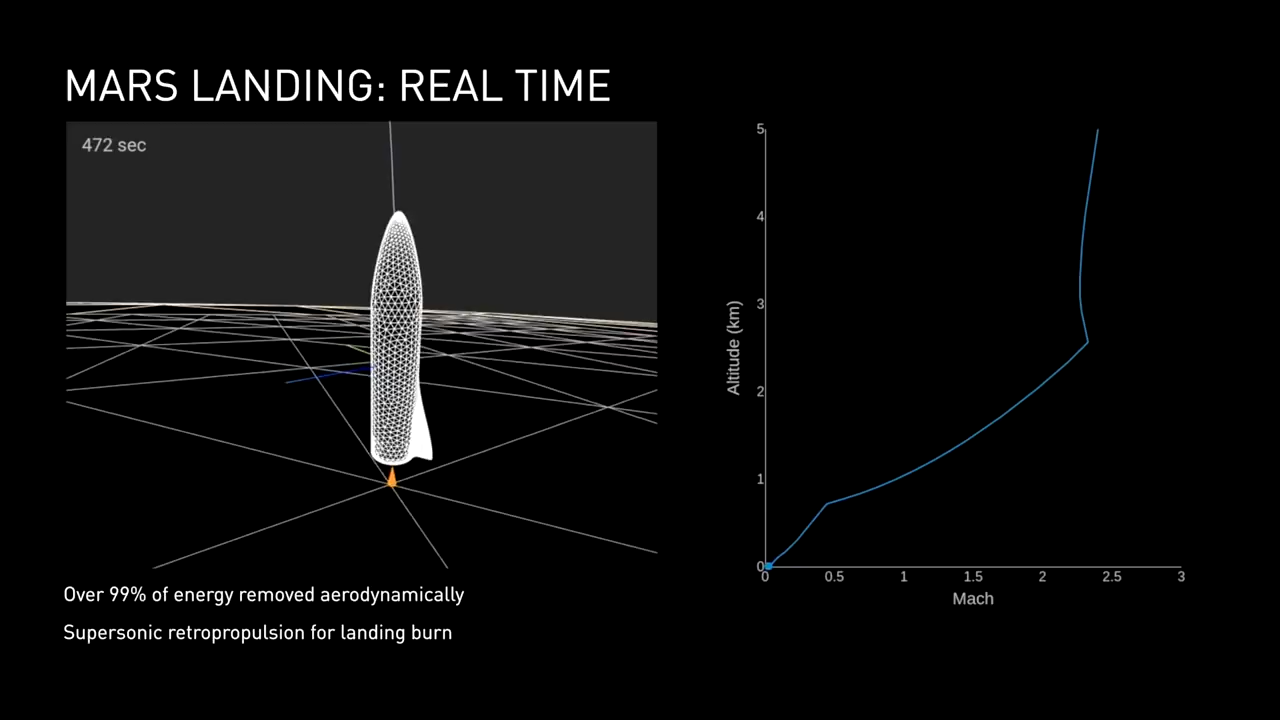 MARS LANDING: REAL TIME
472 sec
Over 99% of energy removed aerodynamically
Supersonic retropropulsion for landing burn
5
4
3
2
1
0
Altitude (km)
0
0.5
1
1.5
2
2.5
3
Mach